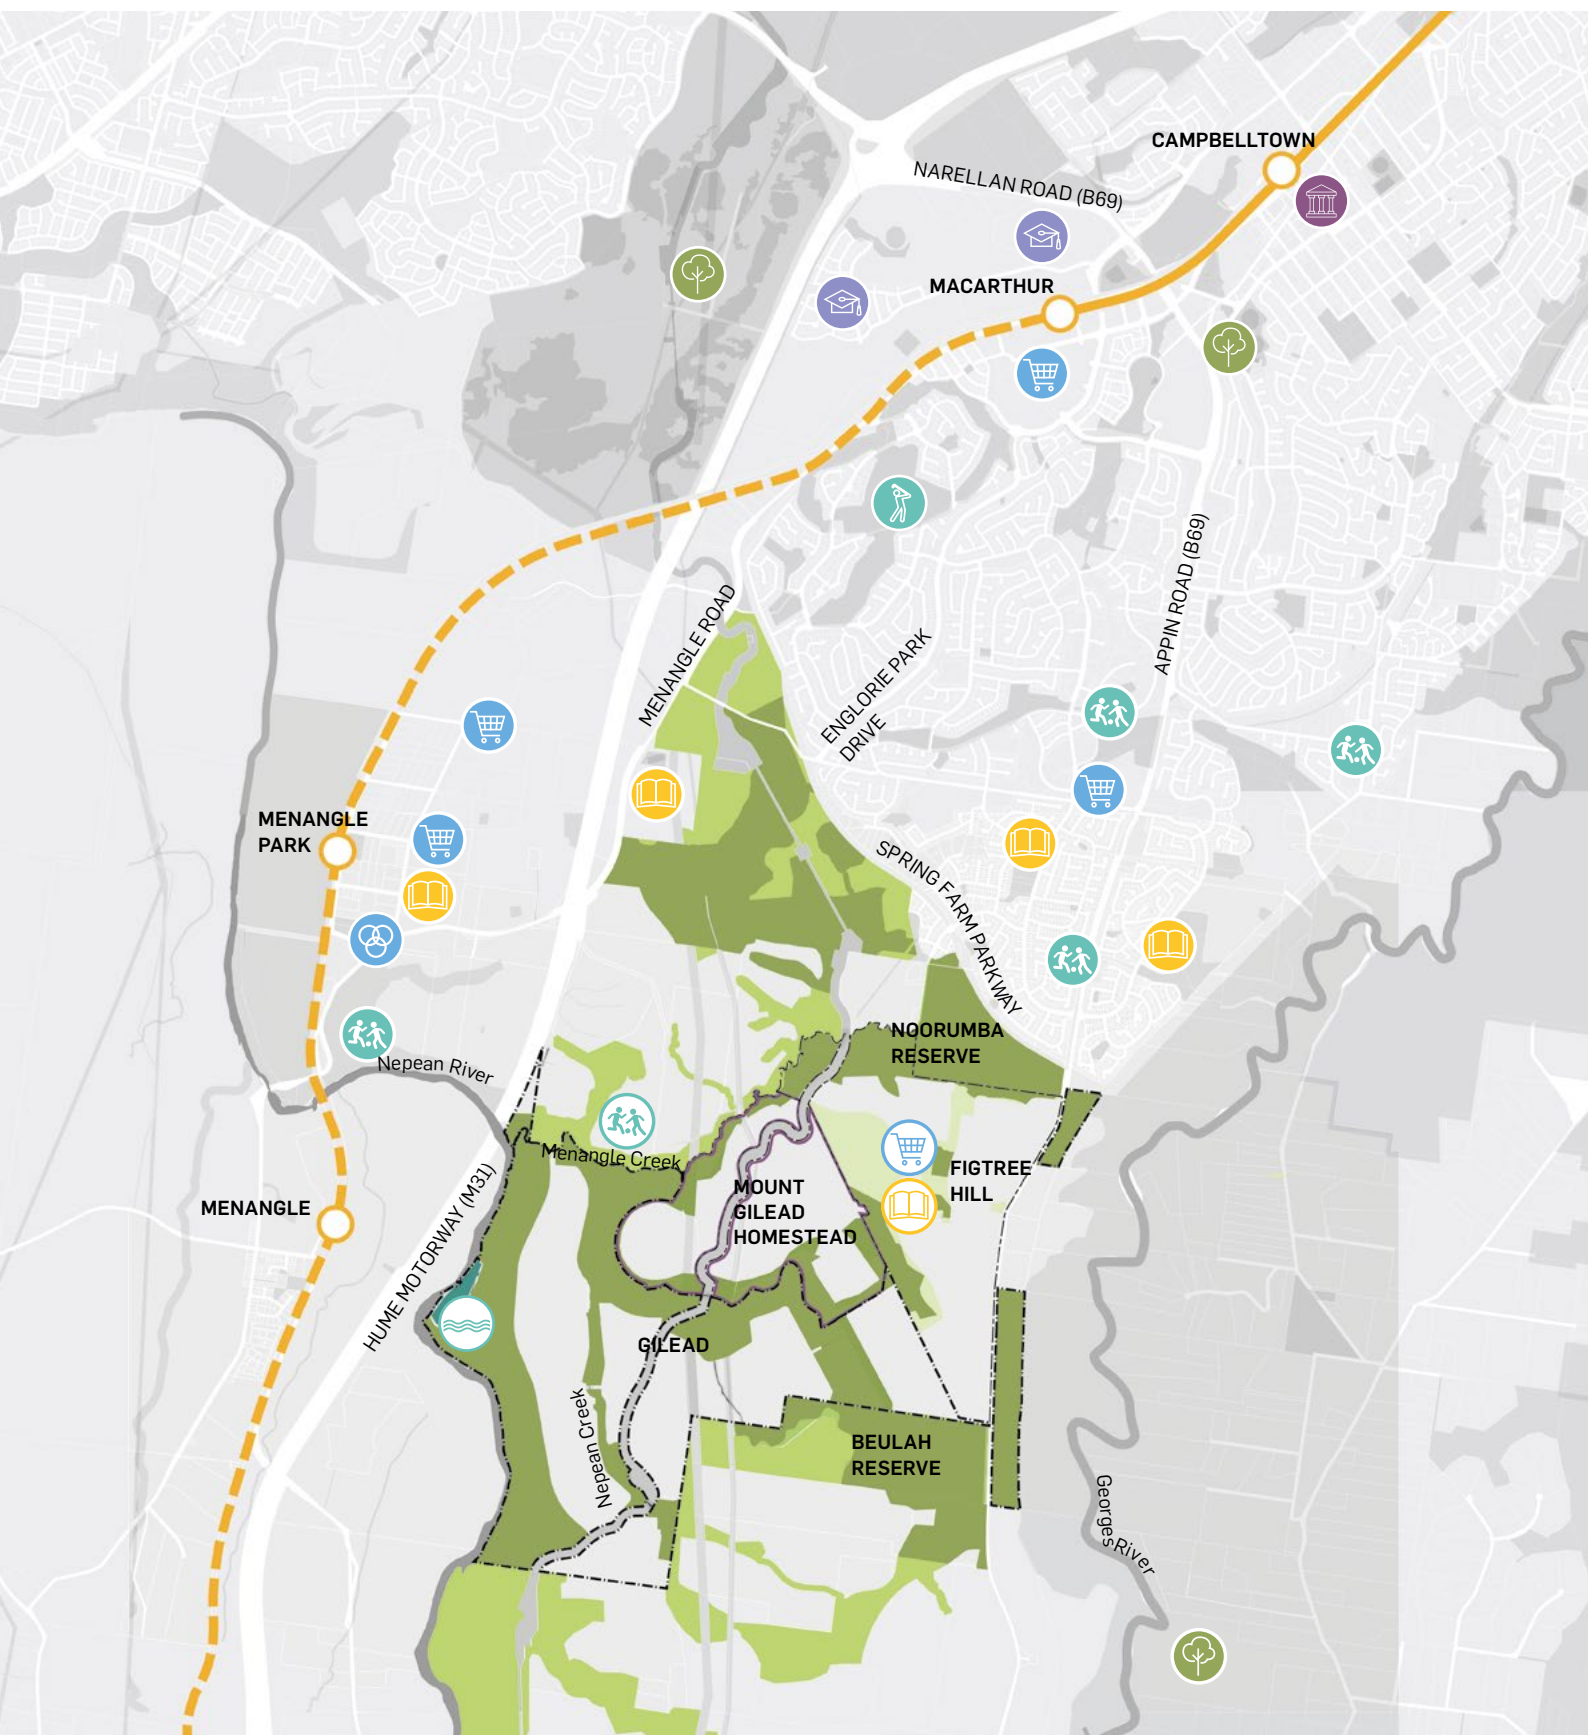 CAMPBELLTOWN
NARELLAN ROAD (B69)
MACARTHUR
APPIN ROAD (B69)
MENANGLE ROAD
ENGLORIE PARK
DRIVE
MENANGLE
PARK
SPRING FARM PARKWAY
NOORUMBA
RESERVE
Nepean River
Menangle Creek
FIGTREE
HILL
MOUNT
GILEAD
HOMESTEAD
MENANGLE
HUME MOTORWAY (M31)
GILEAD
Nepean Creek
BEULAH
RESERVE
Georges River